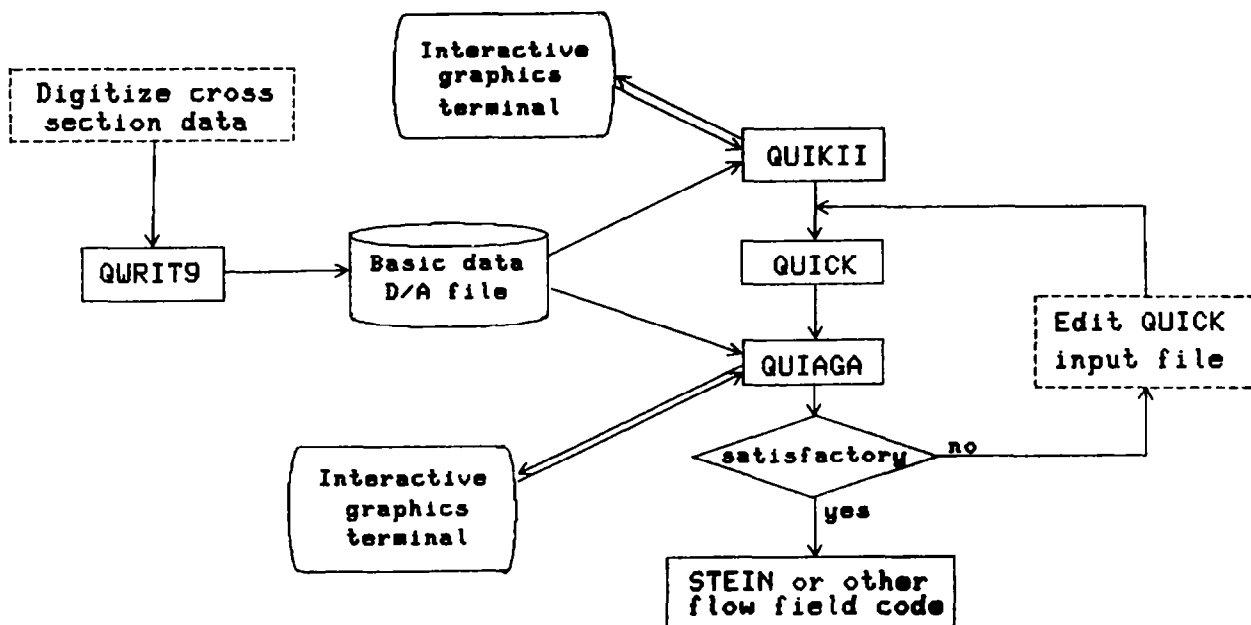 Digitize cross
section data
QWRIT9
Basic data
D/A file
Interactive
graphics
terminal
QUIKII
QUICK
QUIAGA
Interactive
graphics
terminal
satisfactory
no
Edit QUICK
input file
yes
STEIN or other
flow field code